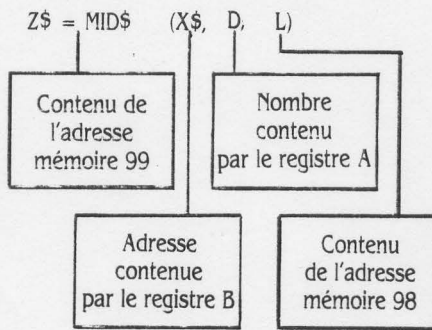 Z$ = MID$ (X$, D, L)
Contenu de
l'adresse
mémoire 99
Nombre
contenu
par le registre A
Adresse
contenue
par le registre B
Contenu
de l'adresse
mémoire 98